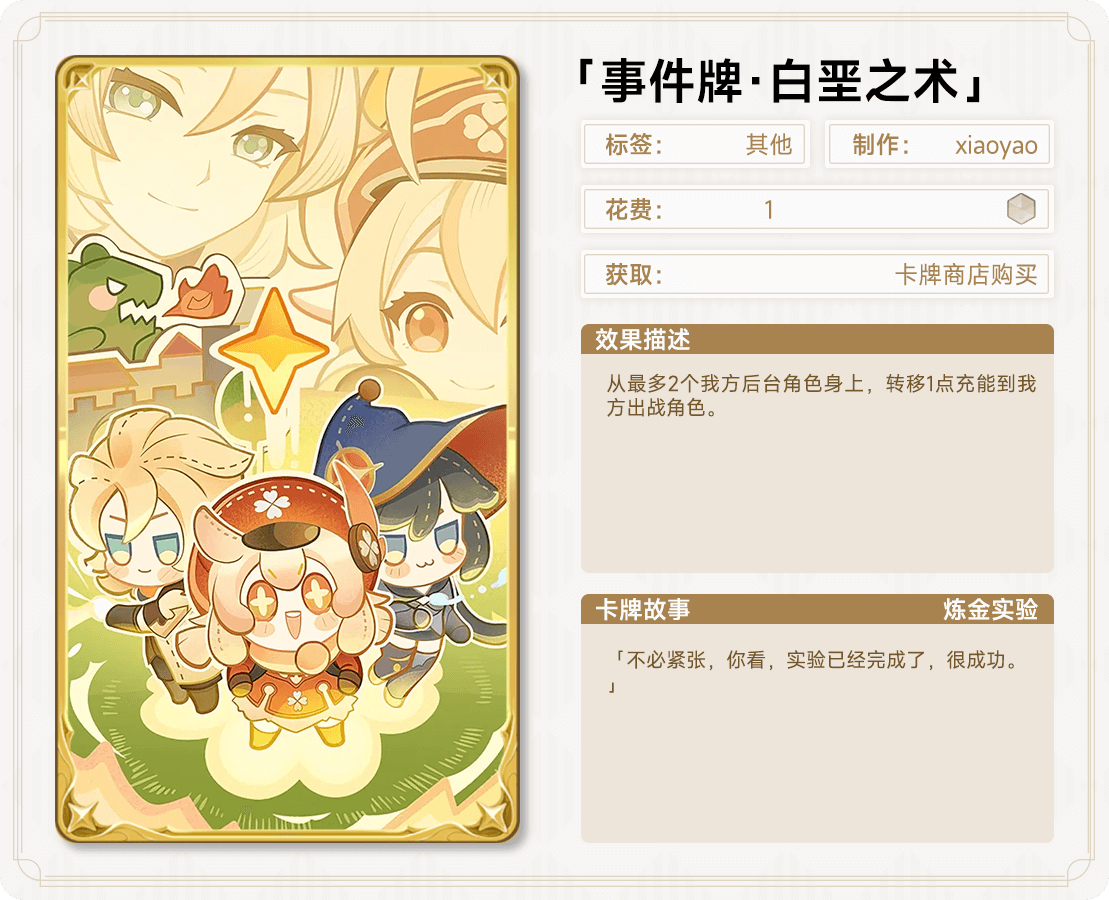 「事件牌·白垩之术」
标签： 其他
制作： xiaoyao
花费： 1
获取： 卡牌商店购买
效果描述
从最多2个我方后台角色身上，转移1点充能到我
方出战角色。
卡牌故事 炼金实验
「不必紧张，你看，实验已经完成了，很成功。
」